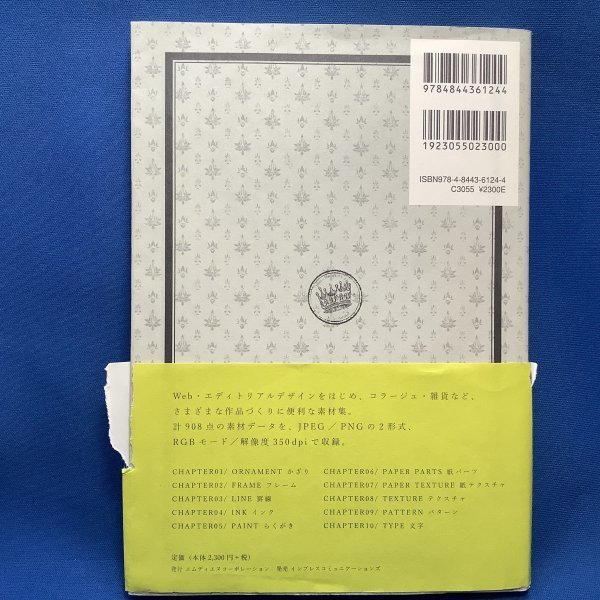 9784844361244
1923055023000
ISBN978-4-8443-6124-4
C3055 ¥2300E
Web・エディトリアルデザインをはじめ、コラージュ・雑貨など、
さまざまな作品づくりに便利な素材集。
計908点の素材データを、JPEG／PNGの2形式、
RGBモード／解像度350dpiで収録。
CHAPTER01/ ORNAMENT かざり
CHAPTER02/ FRAME フレーム
CHAPTER03/ LINE 罫線
CHAPTER04/ INK インク
CHAPTER05/ PAINT らくがき
CHAPTER06/ PAPER PARTS 紙パーツ
CHAPTER07/ PAPER TEXTURE 紙テクスチャ
CHAPTER08/ TEXTURE テクスチャ
CHAPTER09/ PATTERN パターン
CHAPTER10/ TYPE 文字
定価（本体2,300円＋税）
発行 エムディエヌコーポレーション　発売 インプレスコミュニケーションズ